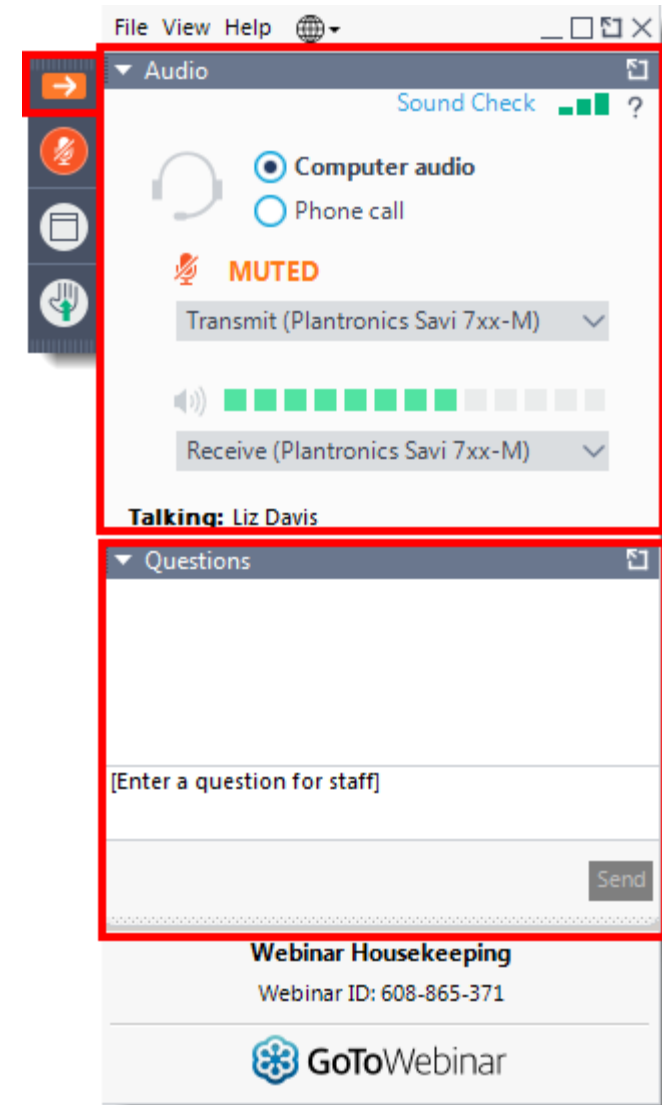 File View Help
Audio
Sound Check ?
Computer audio
Phone call
MUTED
Transmit (Plantronics Savi 7xx-M)
Receive (Plantronics Savi 7xx-M)
Talking: Liz Davis
Questions
[Enter a question for staff]
Send
Webinar Housekeeping
Webinar ID: 608-865-371
GoToWebinar